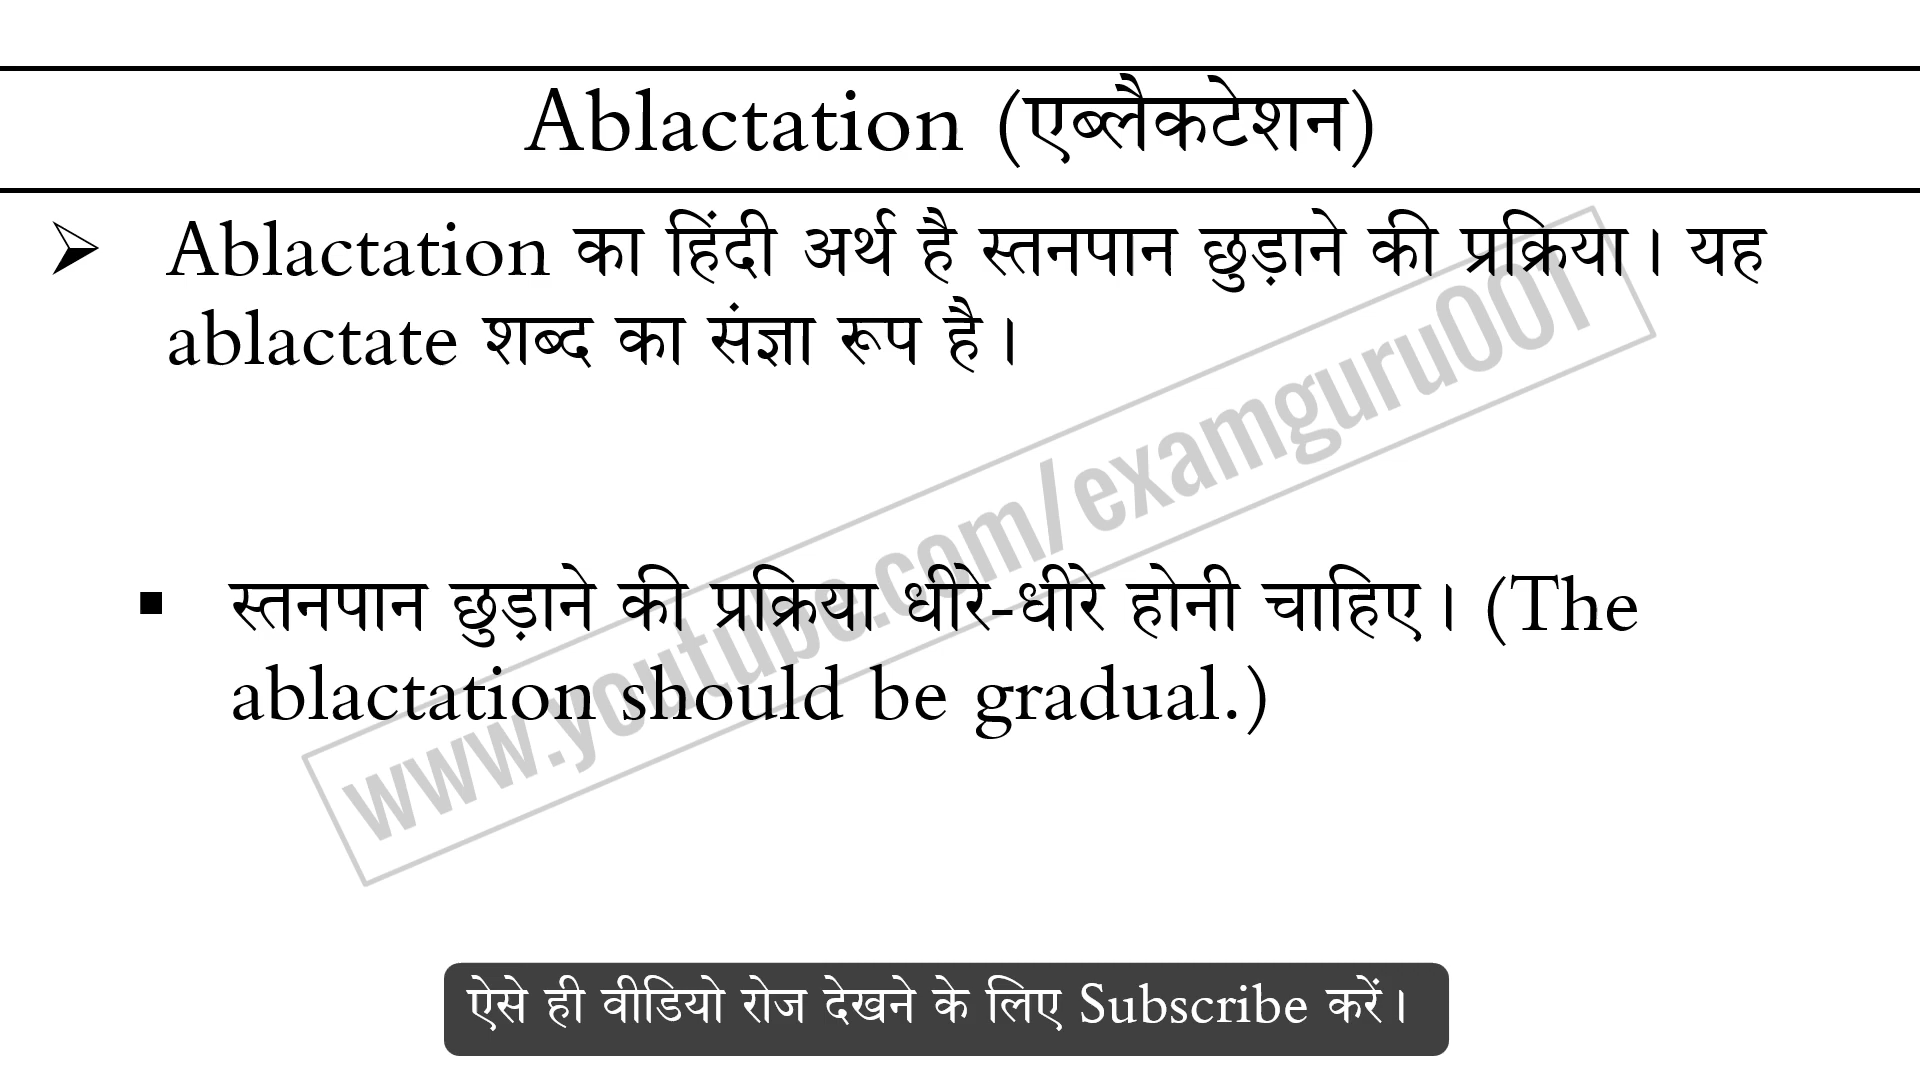 Ablactation (एब्लैकटेशन)
Ablactation का हिंदी अर्थ है स्तनपान छुड़ाने की प्रक्रिया। यह
ablactate शब्द का संज्ञा रूप है।
स्तनपान छुड़ाने की प्रक्रिया धीरे-धीरे होनी चाहिए। (The
ablactation should be gradual.)
www.youtube.com/examguru001
ऐसे ही वीडियो रोज देखने के लिए Subscribe करें।